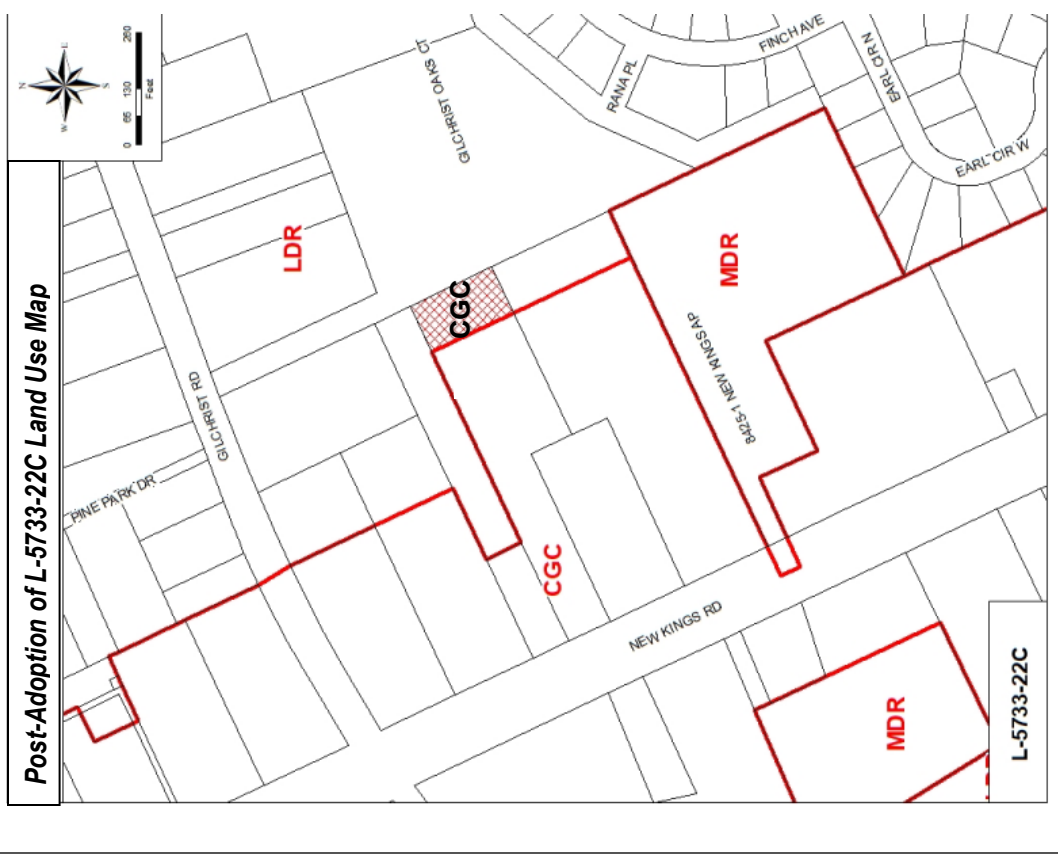 Post-Adoption of L-5733-22C Land Use Map
N
E
S
W
0 65 130 260
Feet
PINE PARK DR
GILCHRIST RD
LDR
GILCHRIST OAKS CT
RANA PL
FINCH AVE
EARL CIR N
EARL CIR W
CGC
MDR
8425-1 NEW KINGS AP
CGC
NEW KINGS RD
MDR
L-5733-22C